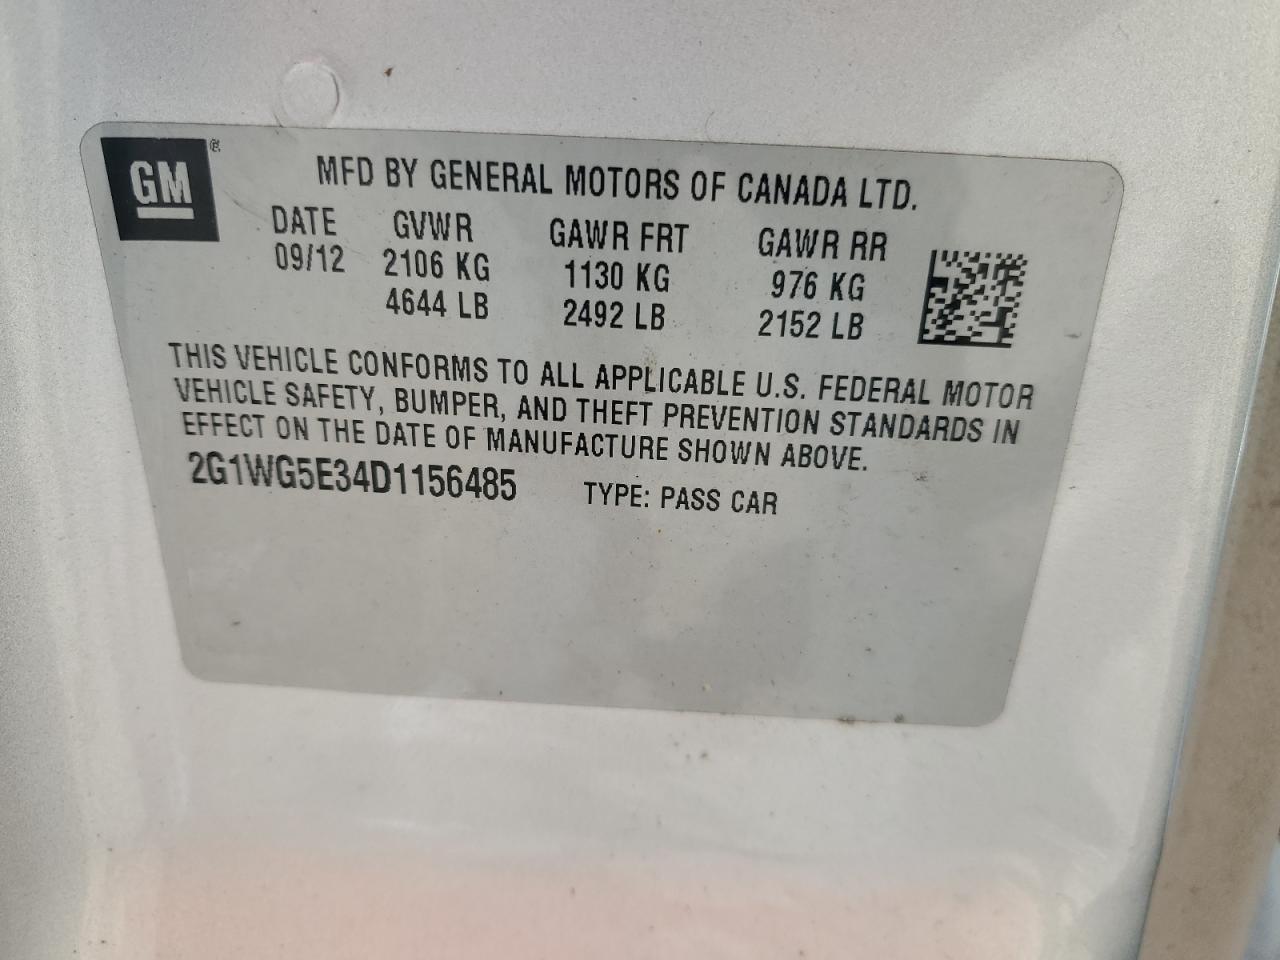 GM
MFD BY GENERAL MOTORS OF CANADA LTD.
DATE GVWR GAWR FRT GAWR RR
09/12 2106 KG 1130 KG 976 KG
4644 LB 2492 LB 2152 LB
THIS VEHICLE CONFORMS TO ALL APPLICABLE U.S. FEDERAL MOTOR
VEHICLE SAFETY, BUMPER, AND THEFT PREVENTION STANDARDS IN
EFFECT ON THE DATE OF MANUFACTURE SHOWN ABOVE.
2G1WG5E34D1156485 TYPE: PASS CAR